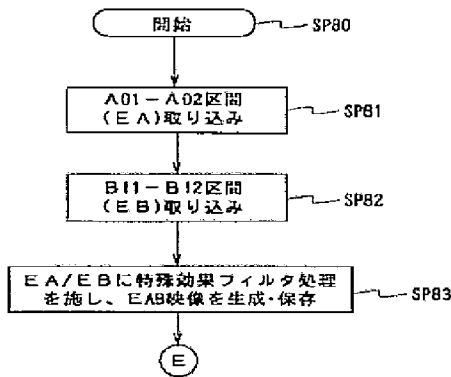 開始
SP80
A01－A02区間
(EA)取り込み
SP81
BI1－BI2区間
(EB)取り込み
SP82
EA/EBに特殊効果フィルタ処理
を施し、EAB映像を生成・保存
SP83
E